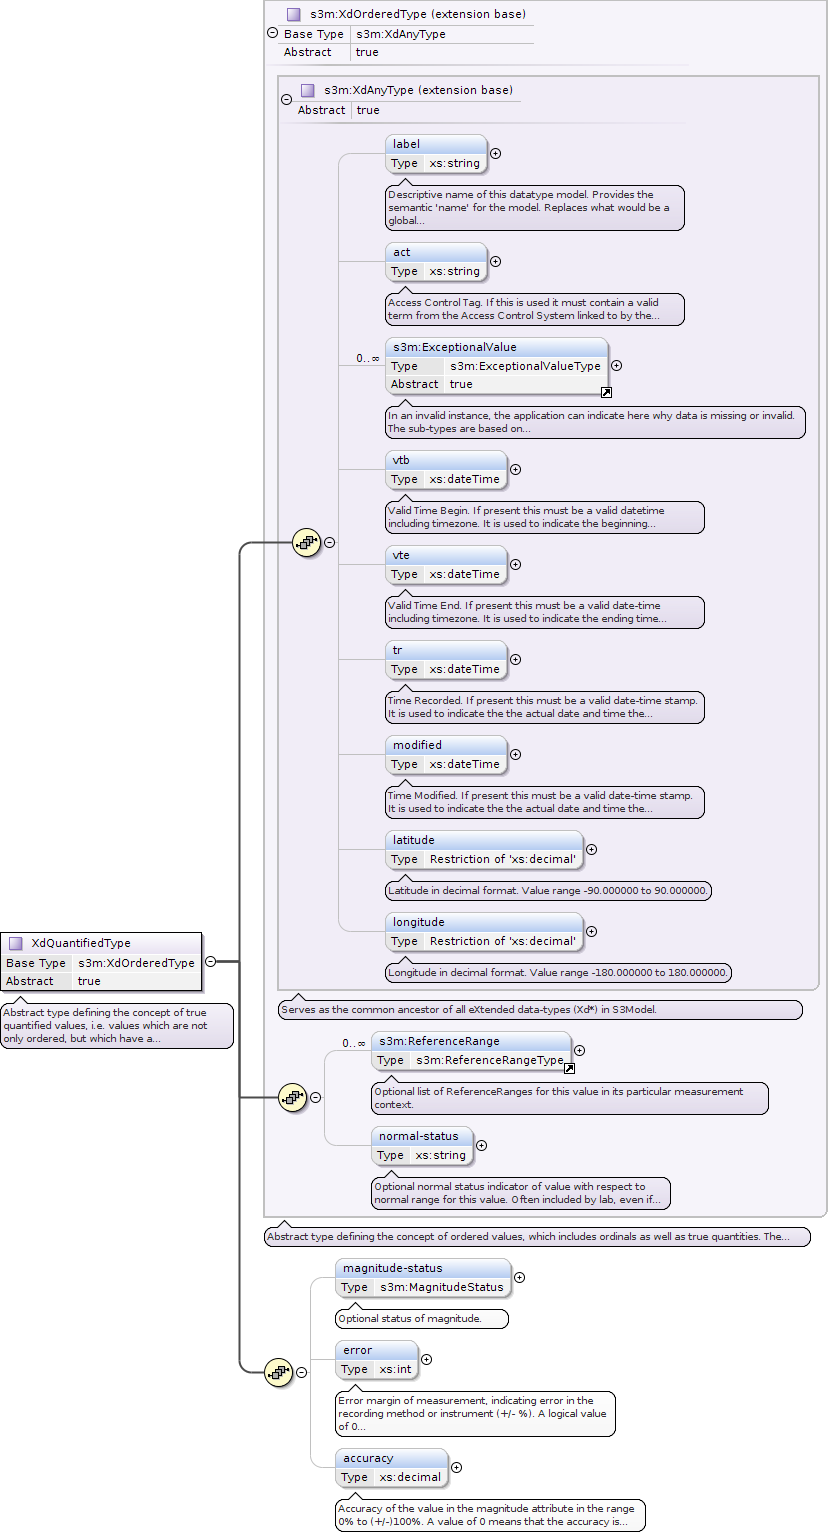 s3m:XdOrderedType (extension base)
Base Type s3m:XdAnyType
Abstract true
s3m:XdAnyType (extension base)
Abstract true
label
Type xs:string
Descriptive name of this datatype model. Provides the
semantic 'name' for the model. Replaces what would be a
global...
act
Type xs:string
Access Control Tag. If this is used it must contain a valid
term from the Access Control System linked to by the...
0..∞
s3m:ExceptionalValue
Type s3m:ExceptionalValueType
Abstract true
In an invalid instance, the application can indicate here why data is missing or invalid.
The sub-types are based on...
vtb
Type xs:dateTime
Valid Time Begin. If present this must be a valid datetime
including timezone. It is used to indicate the beginning...
vte
Type xs:dateTime
Valid Time End. If present this must be a valid date-time
including timezone. It is used to indicate the ending time...
tr
Type xs:dateTime
Time Recorded. If present this must be a valid date-time stamp.
It is used to indicate the the actual date and time the...
modified
Type xs:dateTime
Time Modified. If present this must be a valid date-time stamp.
It is used to indicate the the actual date and time the...
latitude
Type Restriction of 'xs:decimal'
Latitude in decimal format. Value range -90.000000 to 90.000000.
longitude
Type Restriction of 'xs:decimal'
Longitude in decimal format. Value range -180.000000 to 180.000000.
XdQuantifiedType
Base Type s3m:XdOrderedType
Abstract true
Abstract type defining the concept of true
quantified values, i.e. values which are not
only ordered, but which have a...
Serves as the common ancestor of all eXtended data-types (Xd*) in S3Model.
0..∞
s3m:ReferenceRange
Type s3m:ReferenceRangeType
Optional list of ReferenceRanges for this value in its particular measurement
context.
normal-status
Type xs:string
Optional normal status indicator of value with respect to
normal range for this value. Often included by lab, even if...
Abstract type defining the concept of ordered values, which includes ordinals as well as true quantities. The...
magnitude-status
Type s3m:MagnitudeStatus
Optional status of magnitude.
error
Type xs:int
Error margin of measurement, indicating error in the
recording method or instrument (+/- %). A logical value
of 0...
accuracy
Type xs:decimal
Accuracy of the value in the magnitude attribute in the range
0% to (+/-)100%. A value of 0 means that the accuracy is...